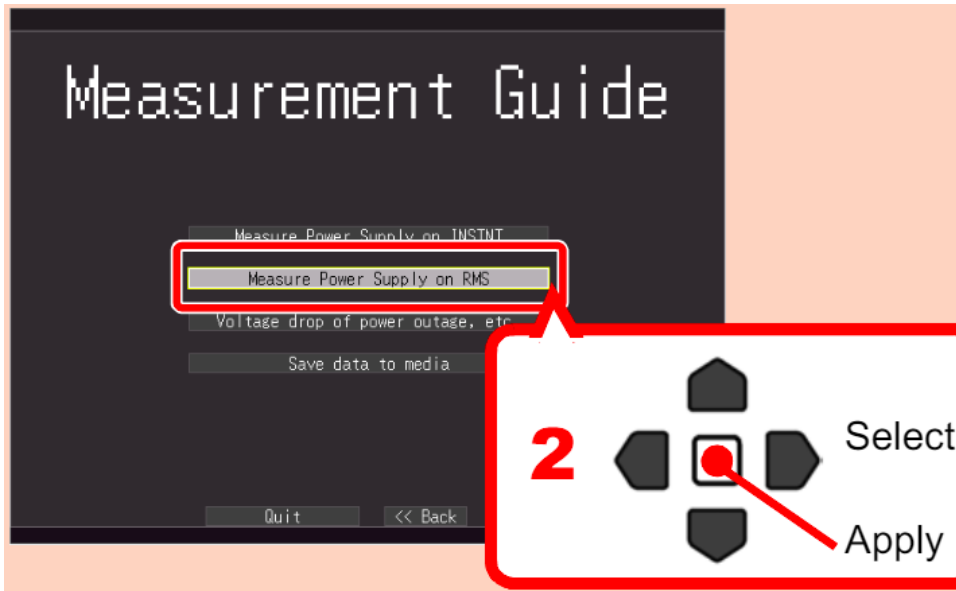 Measurement Guide
Measure Power Supply on INSTNT
Measure Power Supply on RMS
Voltage drop of power outage, etc
Save data to media
Quit
<< Back
2
Select
Apply